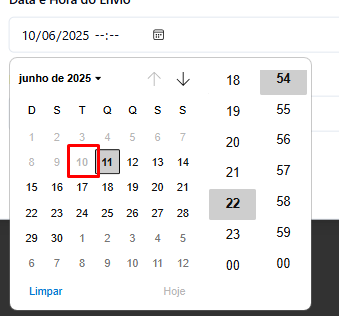 Data e Hora do Envio
10/06/2025 --:--
junho de 2025
D S T Q Q S S
1 2 3 4 5 6 7
8 9 10 11 12 13 14
15 16 17 18 19 20 21
22 23 24 25 26 27 28
29 30 1 2 3 4 5
6 7 8 9 10 11 12
Limpar Hoje
18 54
19 55
20 56
21 57
22 58
23 59
00 00